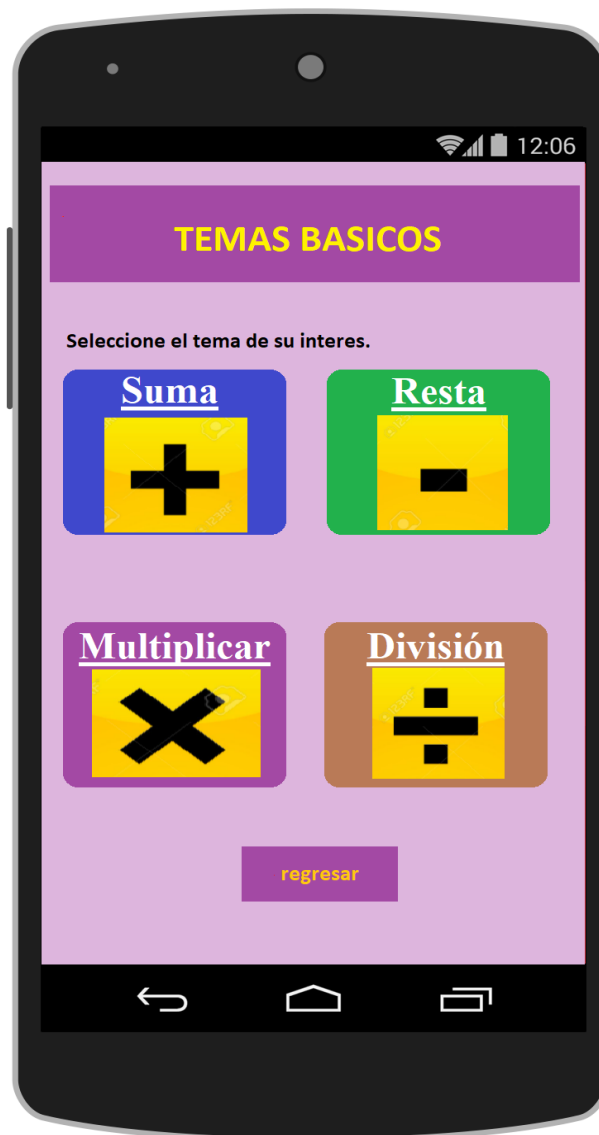 12:06
TEMAS BASICOS
Seleccione el tema de su interes.
Suma
Resta
+
-
Multiplicar
División
×
÷
regresar